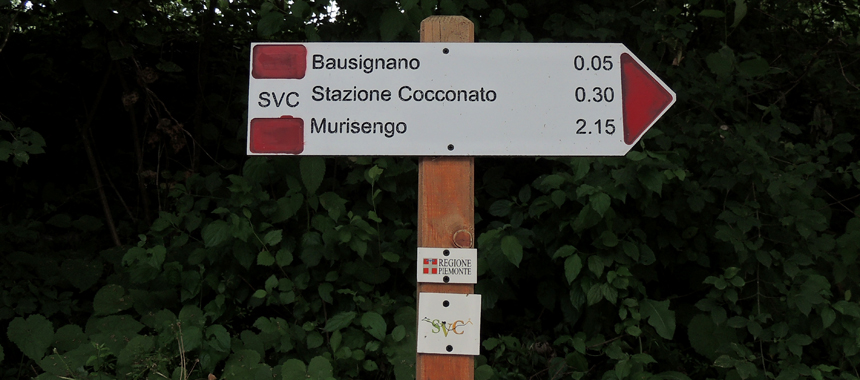 Bausignano 0.05
SVC Stazione Cocconato 0.30
Murisengo 2.15
REGIONE
PIEMONTE
SVC